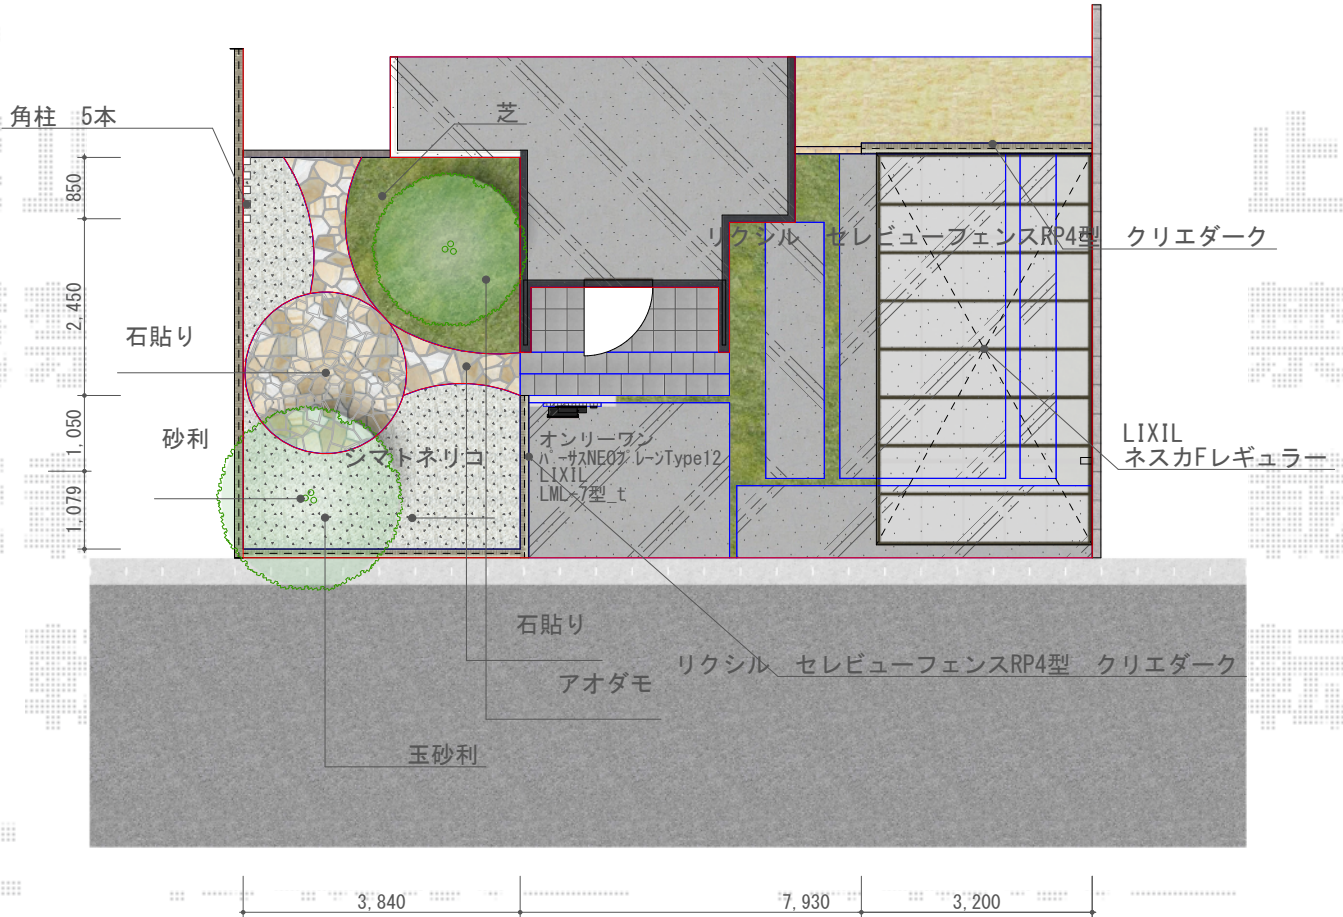 角柱　5本
芝
850
リクシル　セレビューフェンスRP4型　クリエダーク
2,450
石貼り
1,050
砂利
シマトネリコ
オンリーワン
ﾊﾞｰｻｽNEOﾌﾟﾚｰﾝType12
LIXIL
LML-7型_t
LIXIL
ネスカFレギュラー
1,079
石貼り
リクシル　セレビューフェンスRP4型　クリエダーク
アオダモ
玉砂利
3,840
7,930
3,200